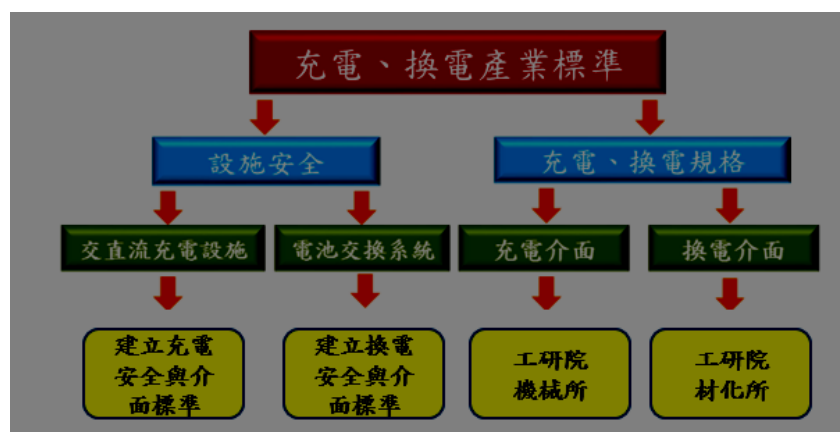 充電、換電產業標準
設施安全
充電、換電規格
交直流充電設施
電池交換系統
充電介面
換電介面
建立充電
安全與介
面標準
建立換電
安全與介
面標準
工研院
機械所
工研院
材化所